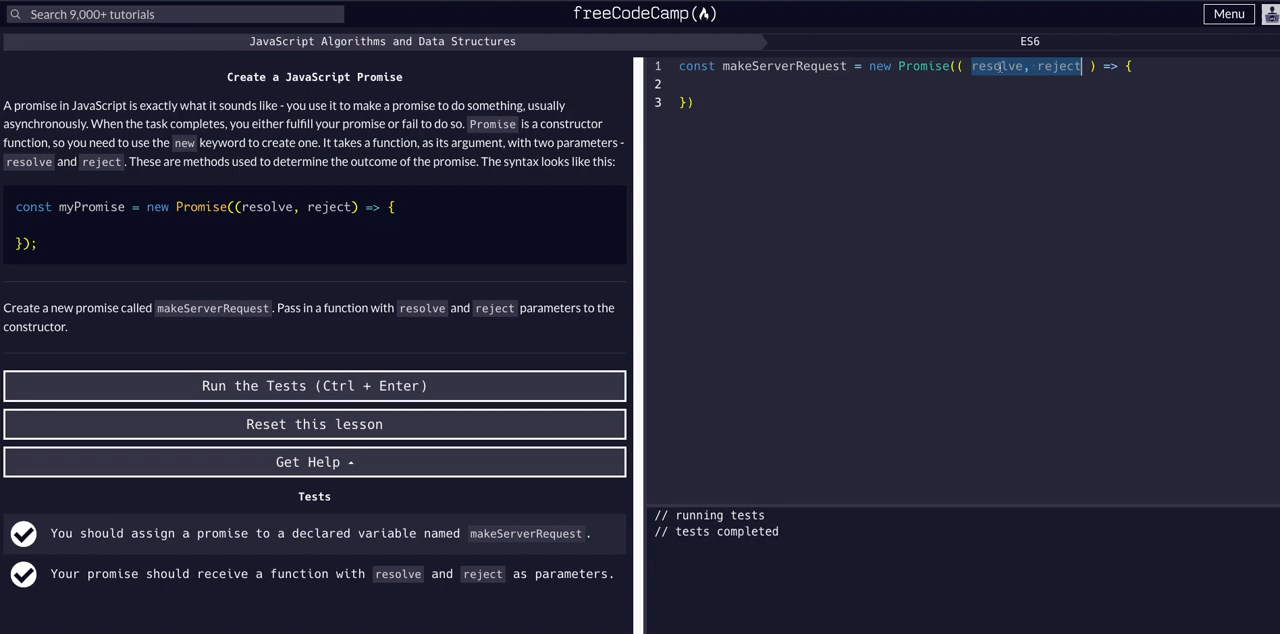 Search 9,000+ tutorials
freeCodeCamp(🔥)
Menu
JavaScript Algorithms and Data Structures
ES6
Create a JavaScript Promise
A promise in JavaScript is exactly what it sounds like - you use it to make a promise to do something, usually
asynchronously. When the task completes, you either fulfill your promise or fail to do so. Promise is a constructor
function, so you need to use the new keyword to create one. It takes a function, as its argument, with two parameters -
resolve and reject. These are methods used to determine the outcome of the promise. The syntax looks like this:
const myPromise = new Promise((resolve, reject) => {
});
Create a new promise called makeServerRequest. Pass in a function with resolve and reject parameters to the
constructor.
Run the Tests (Ctrl + Enter)
Reset this lesson
Get Help
Tests
You should assign a promise to a declared variable named makeServerRequest.
Your promise should receive a function with resolve and reject as parameters.
1 const makeServerRequest = new Promise(( resolve, reject ) => {
2
3 })
// running tests
// tests completed